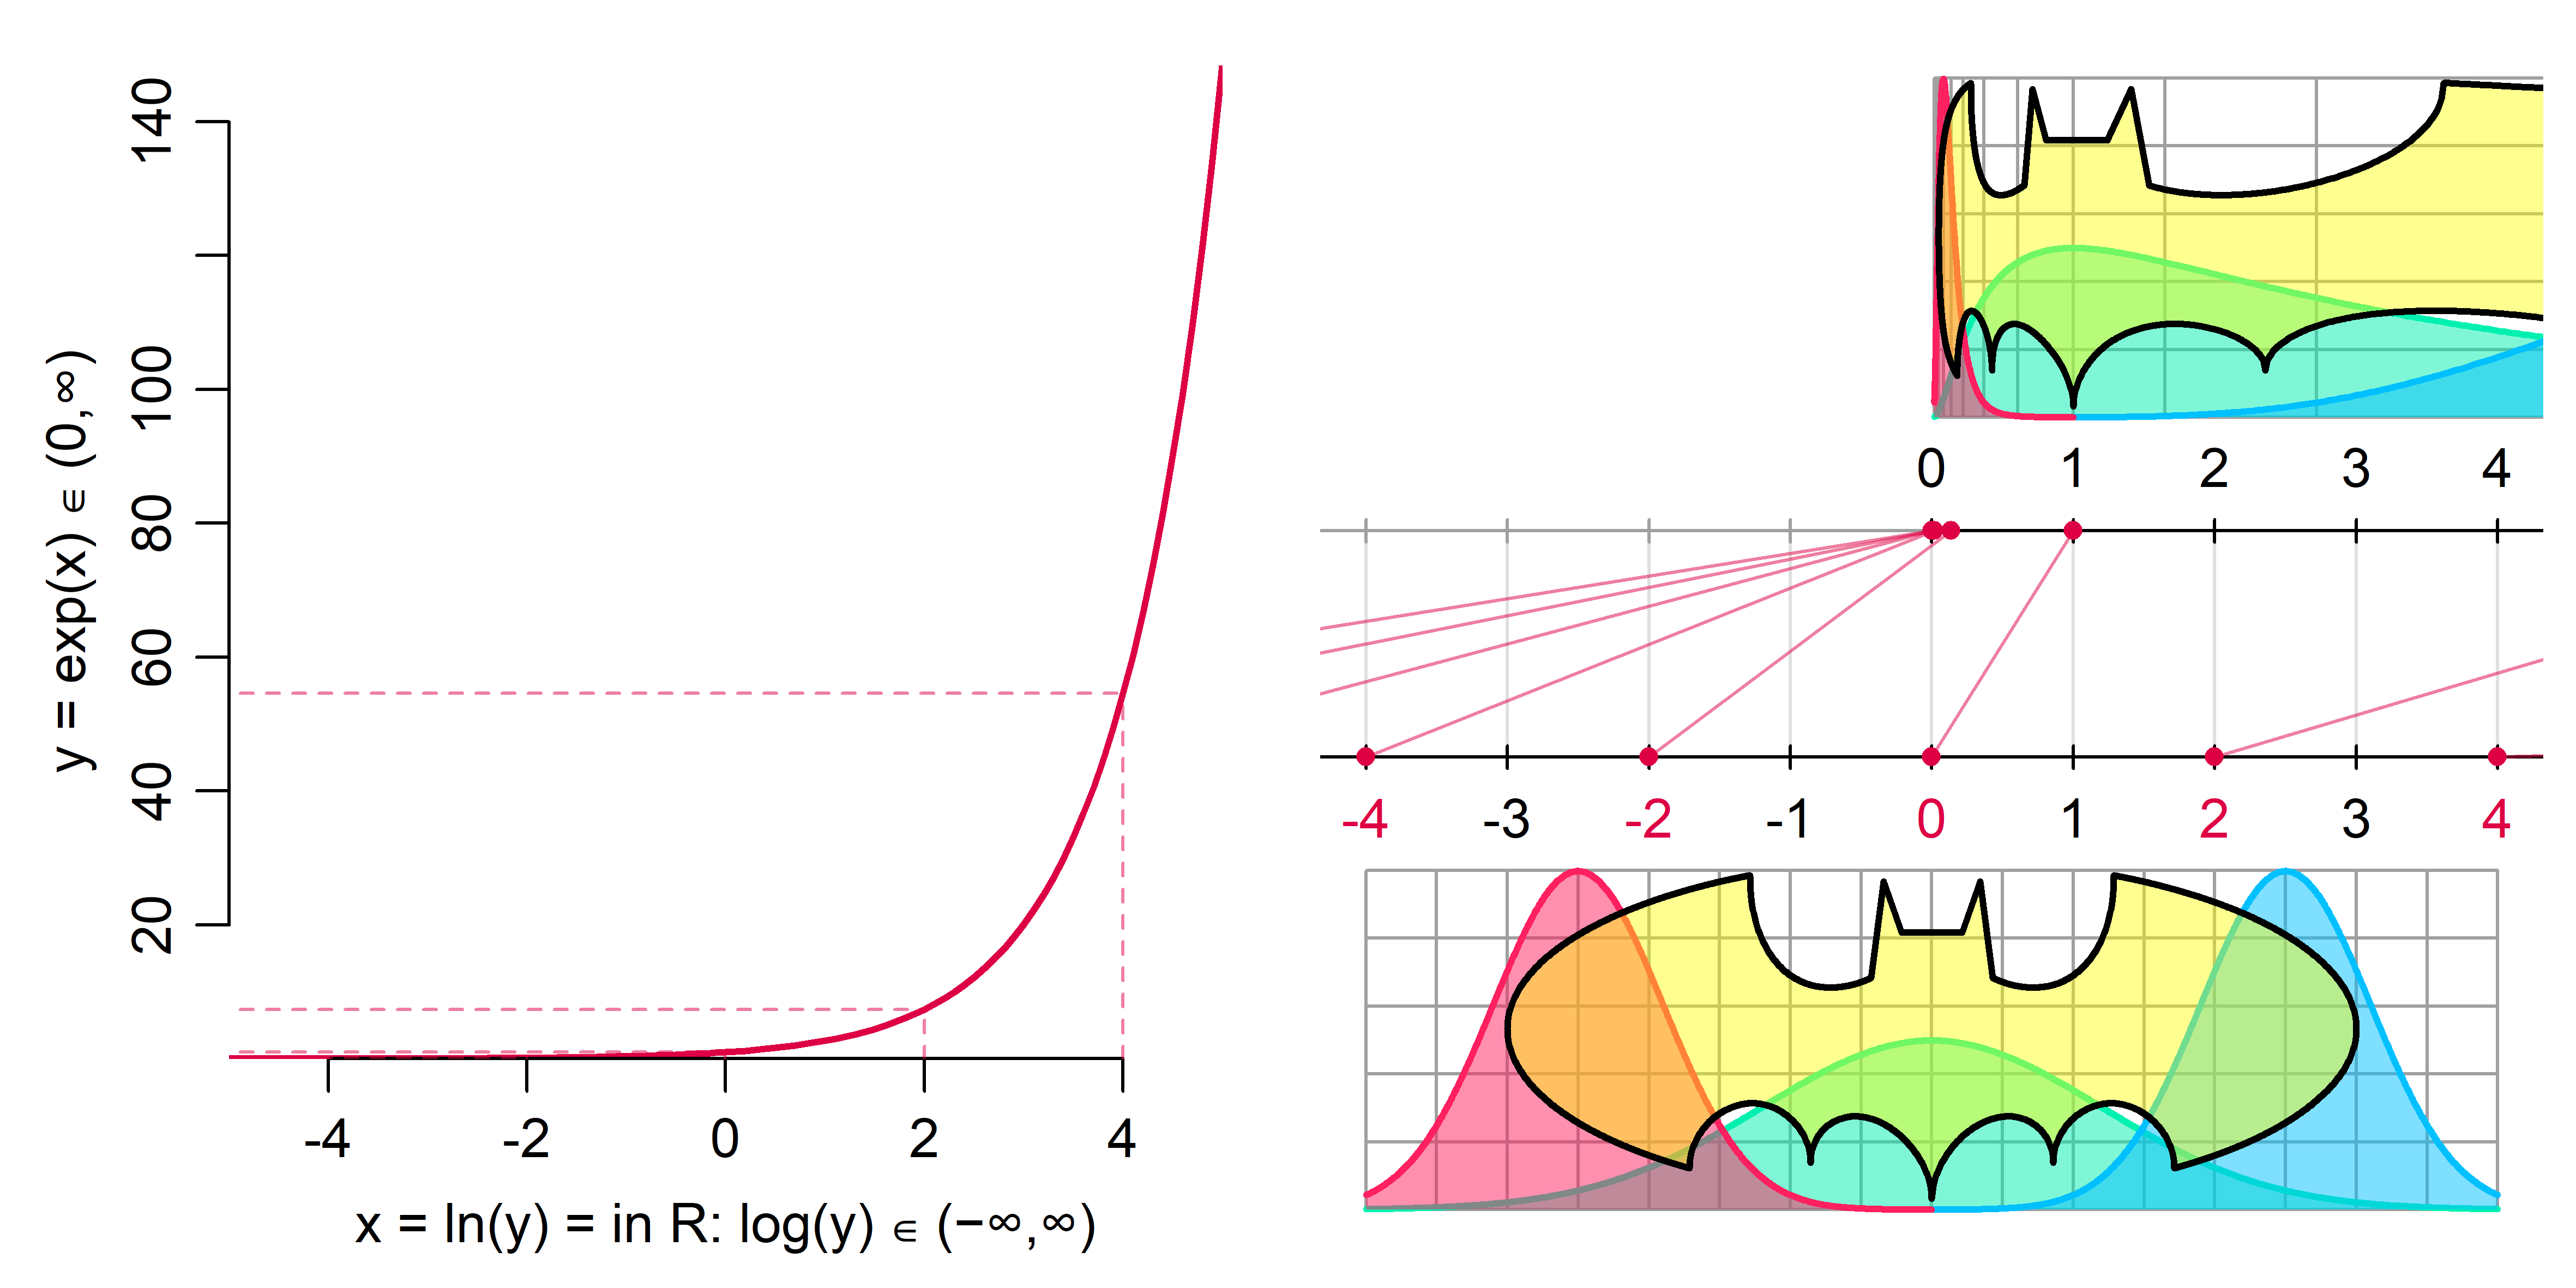 y = exp(x) ∈ (0,∞)
140
100
80
60
40
20
-4 -2 0 2 4
x = ln(y) = in R: log(y) ∈ (−∞,∞)
0 1 2 3 4
-4 -3 -2 -1 0 1 2 3 4